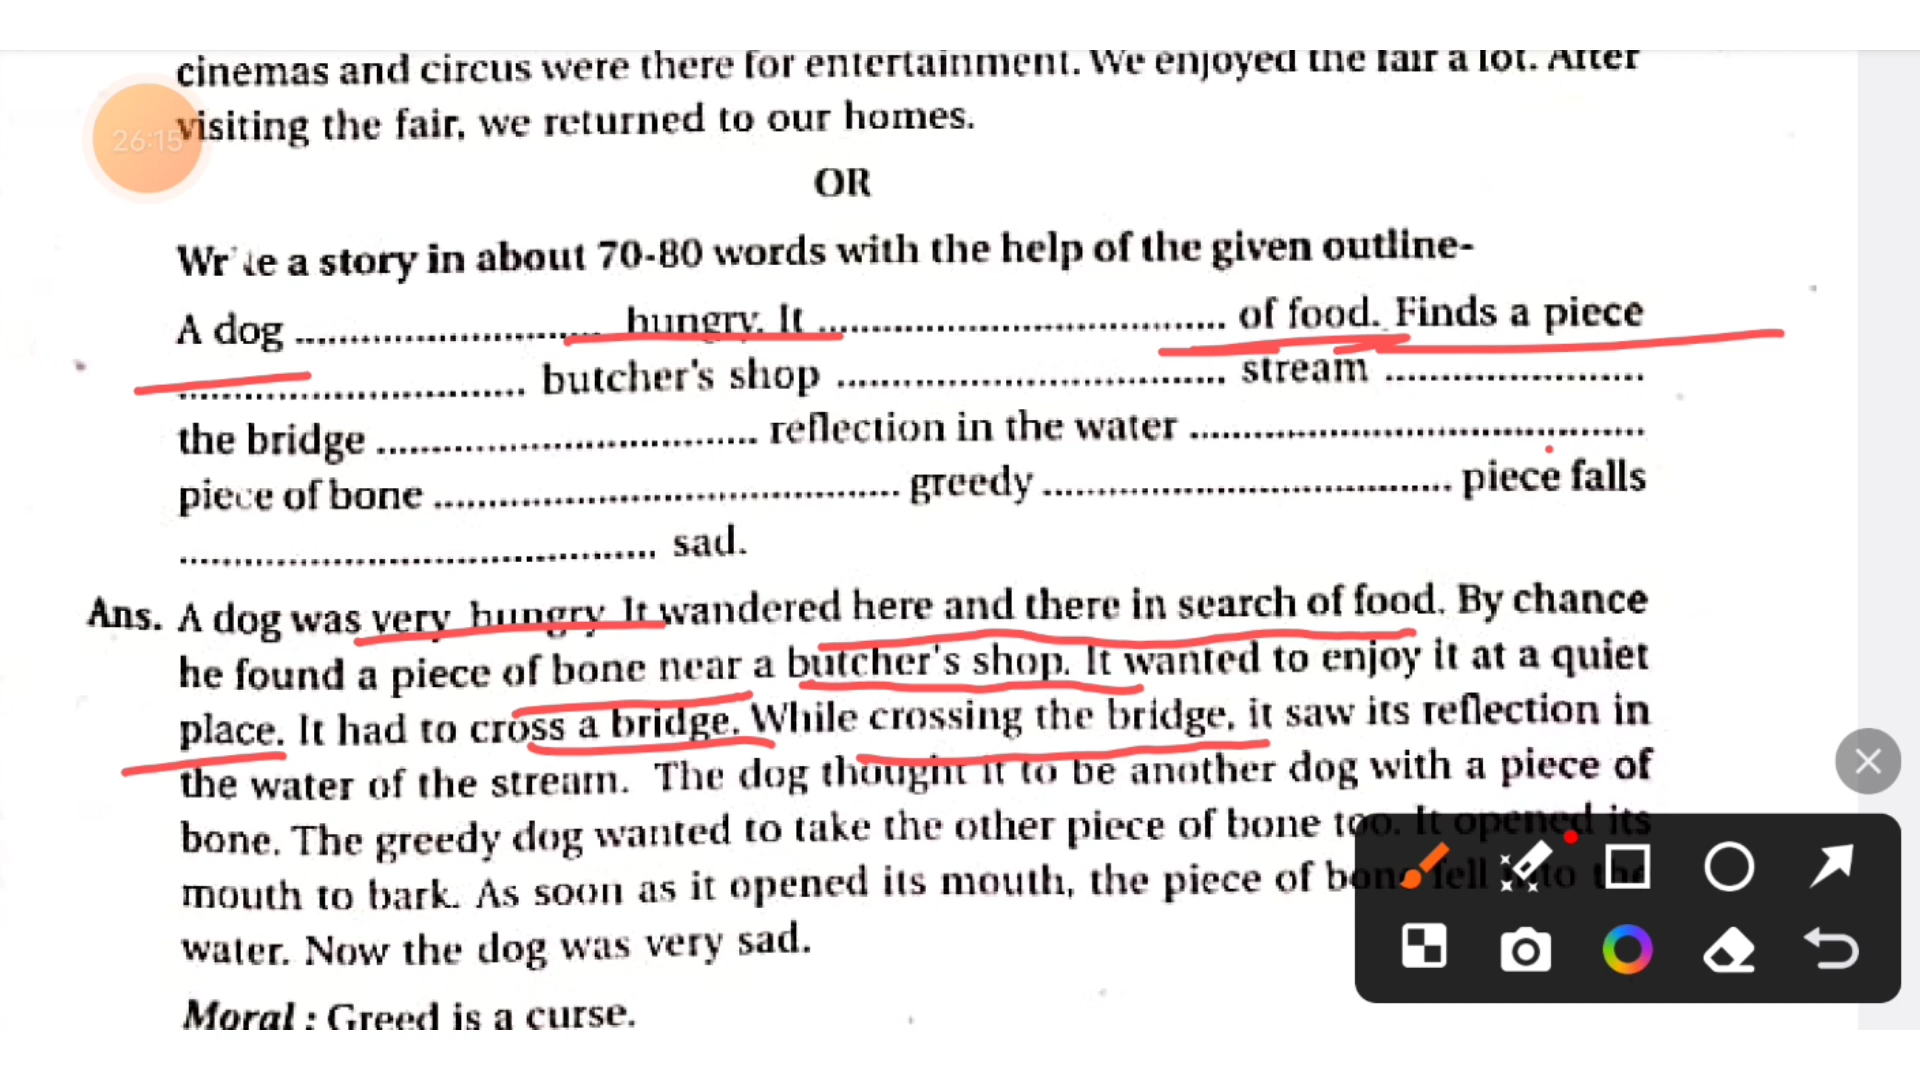 cinemas and circus were there for entertainment. We enjoyed the fair a lot. After
26:15
visiting the fair, we returned to our homes.
OR
Write a story in about 70-80 words with the help of the given outline-
A dog .............................. hungry. It .......................................... of food. Finds a piece
.................................... butcher's shop ........................................ stream ...........................
the bridge ........................................ reflection in the water ...............................................
piece of bone ................................................ greedy .......................................... piece falls
................................................. sad.
Ans. A dog was very hungry. It wandered here and there in search of food. By chance
he found a piece of bone near a butcher's shop. It wanted to enjoy it at a quiet
place. It had to cross a bridge. While crossing the bridge, it saw its reflection in
the water of the stream. The dog thought it to be another dog with a piece of
bone. The greedy dog wanted to take the other piece of bone too. It opened its
mouth to bark. As soon as it opened its mouth, the piece of bone fell into the
water. Now the dog was very sad.
Moral : Greed is a curse.